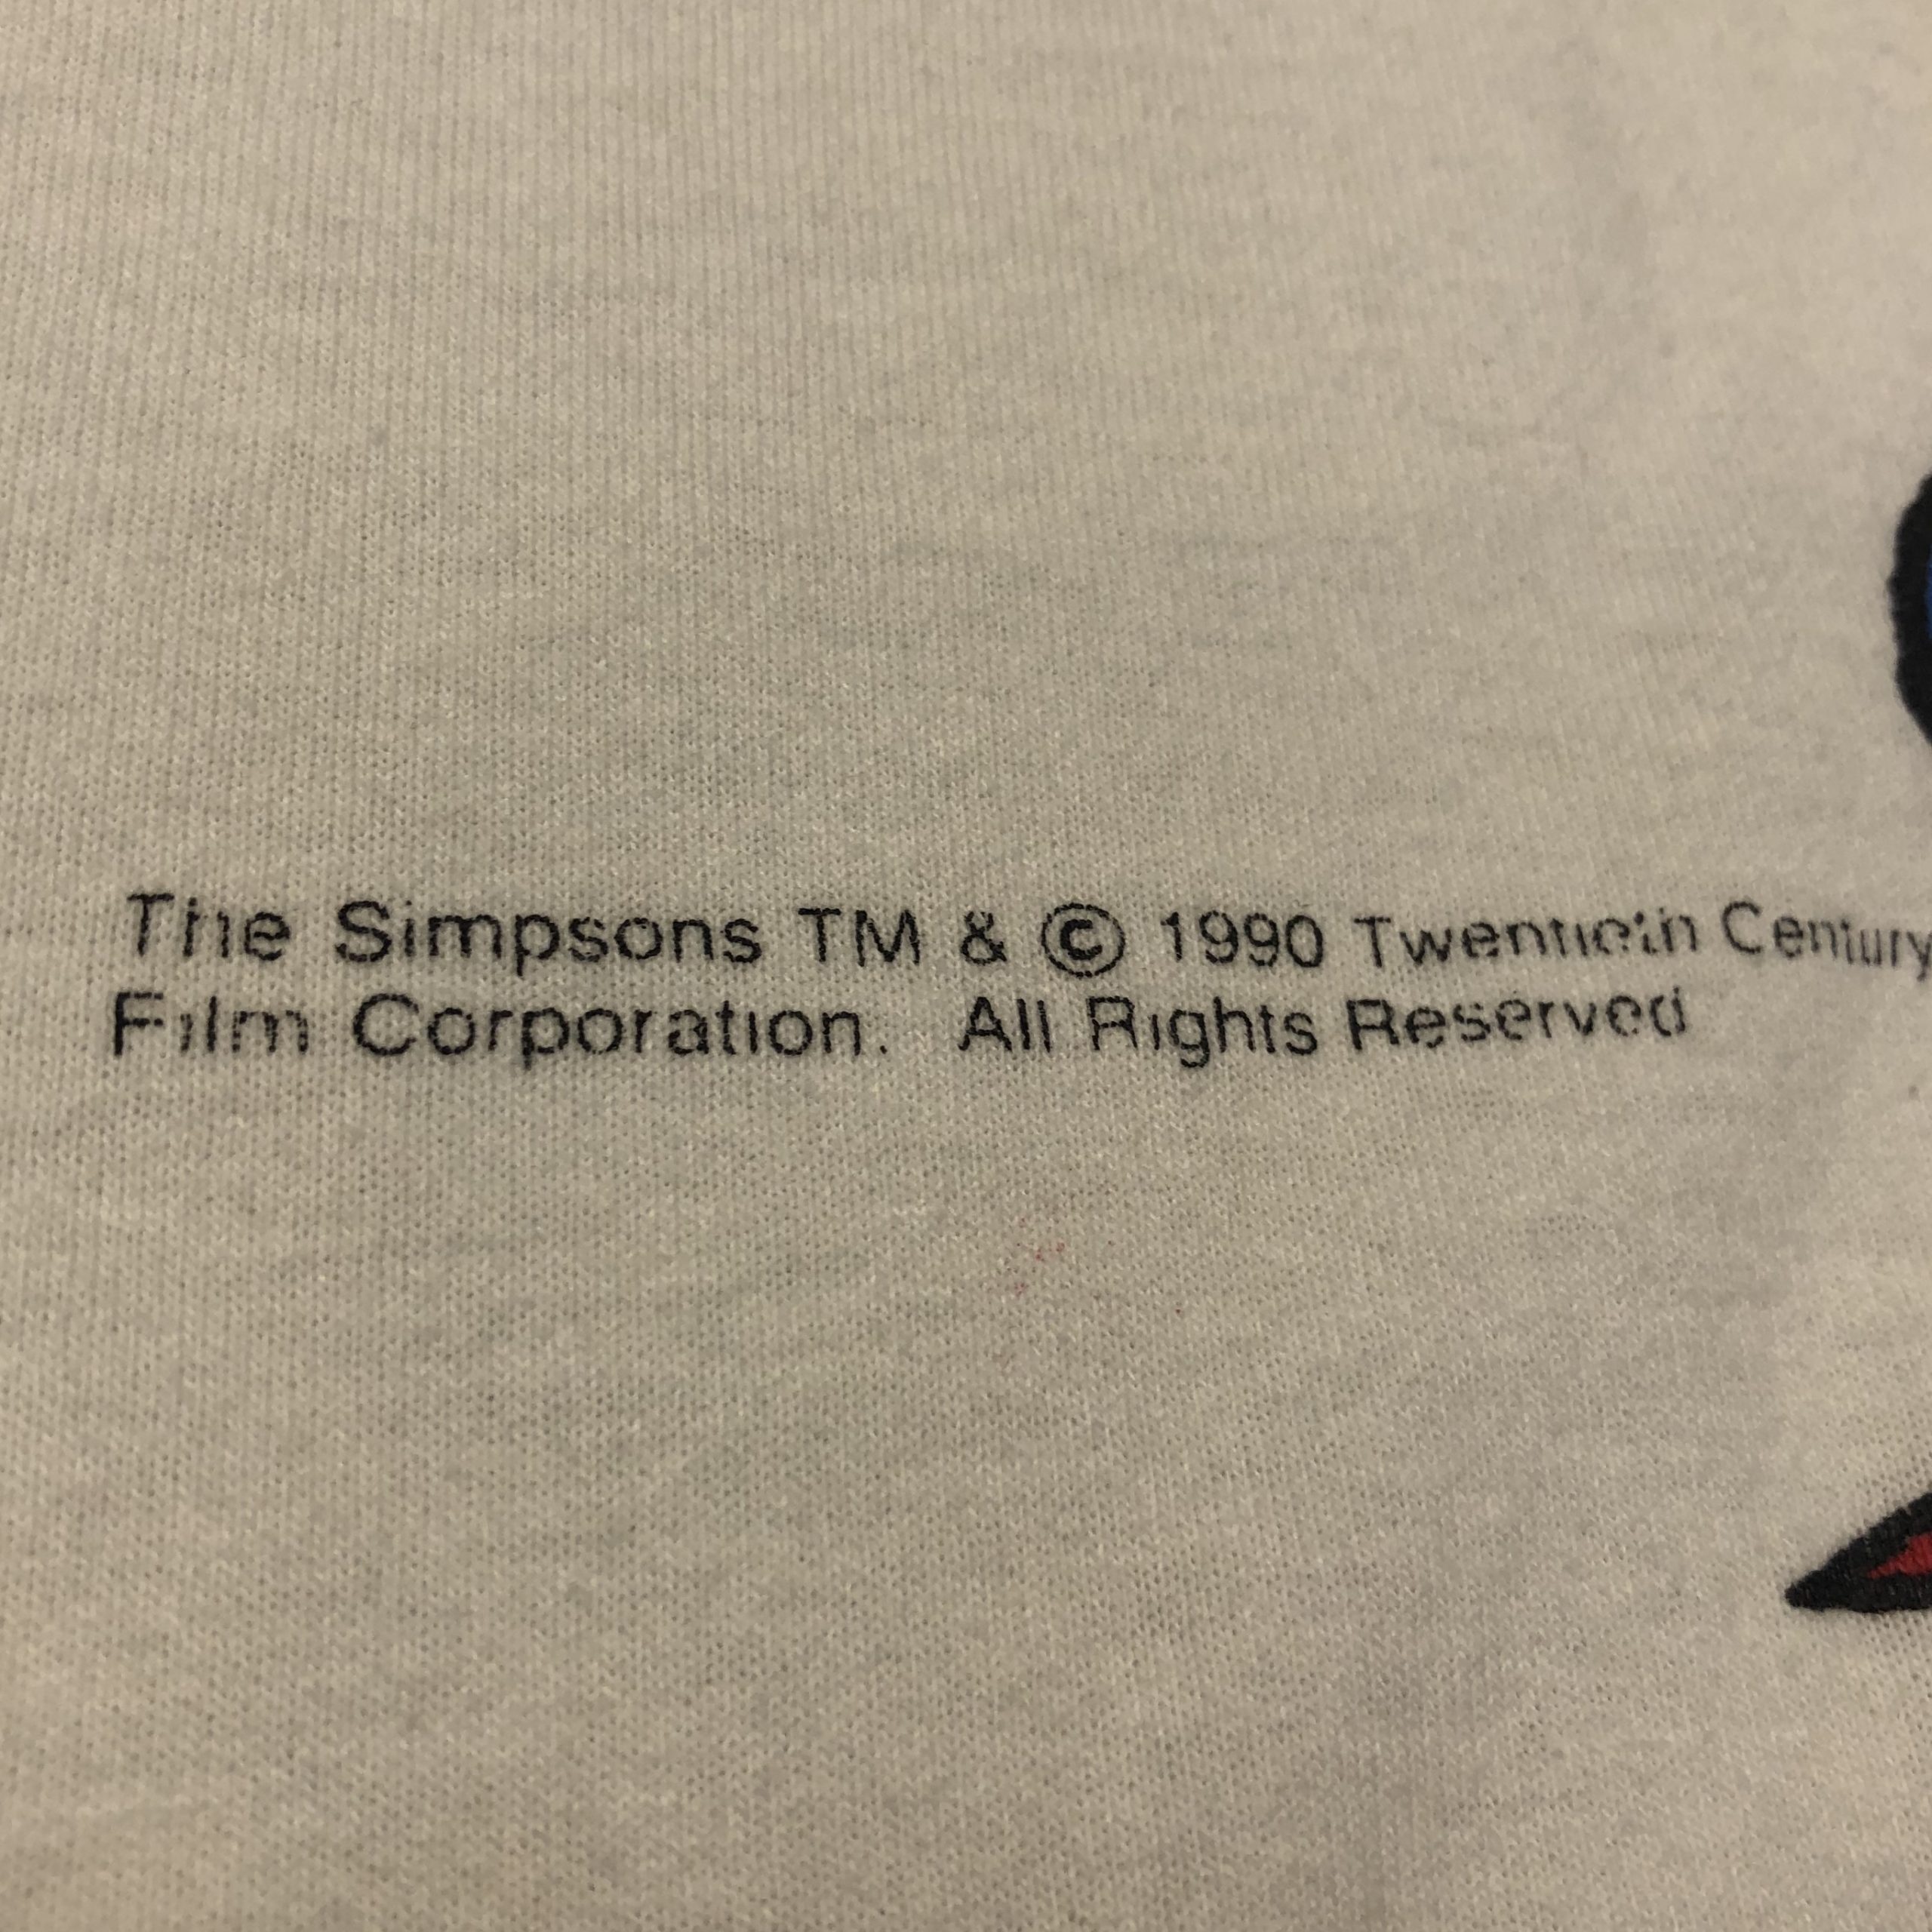 The Simpsons TM & © 1990 Twentieth Century
Film Corporation. All Rights Reserved